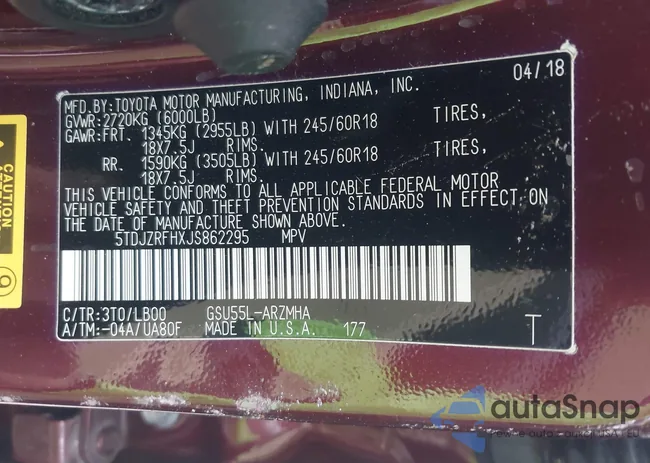 04/18
MFD.BY:TOYOTA MOTOR MANUFACTURING, INDIANA, INC.
GVWR:2720KG (6000LB)
GAWR:FRT. 1345KG (2955LB) WITH 245/60R18 TIRES,
18X7.5J RIMS.
RR. 1590KG (3505LB) WITH 245/60R18 TIRES,
18X7.5J RIMS.
THIS VEHICLE CONFORMS TO ALL APPLICABLE FEDERAL MOTOR
VEHICLE SAFETY AND THEFT PREVENTION STANDARDS IN EFFECT ON
THE DATE OF MANUFACTURE SHOWN ABOVE.
5TDJZRFHXJS862295 MPV
C/TR:3T0/LB00 GSU55L-ARZMHA
A/TM:-04A/UA80F MADE IN U.S.A. 177
T
CAUTION
autaSnap